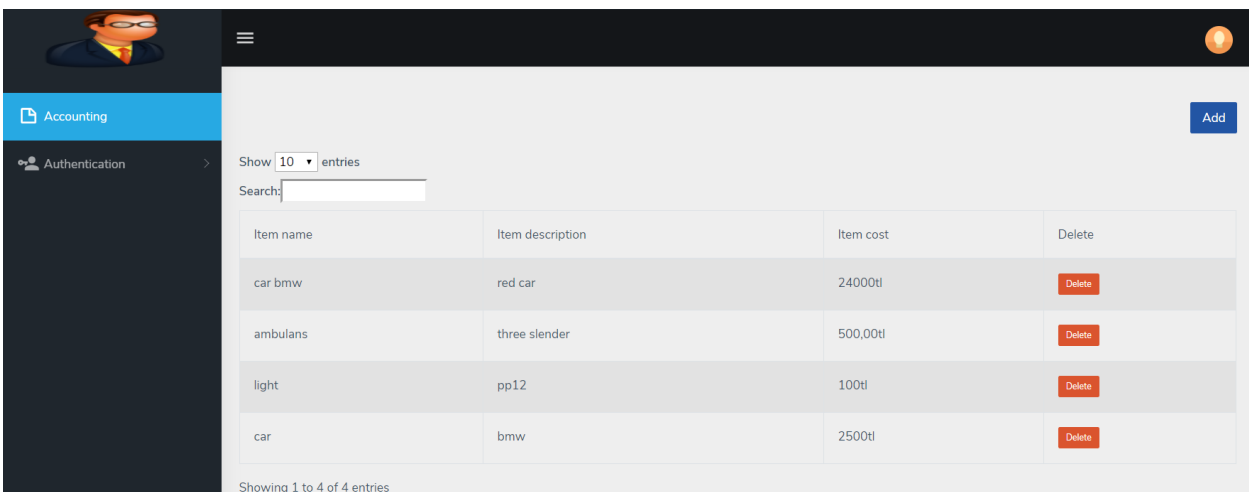 Accounting
Add
Authentication
Show 10 entries
Search:
Item name Item description Item cost Delete
car bmw red car 24000tl Delete
ambulans three slender 500,00tl Delete
light pp12 100tl Delete
car bmw 2500tl Delete
Showing 1 to 4 of 4 entries